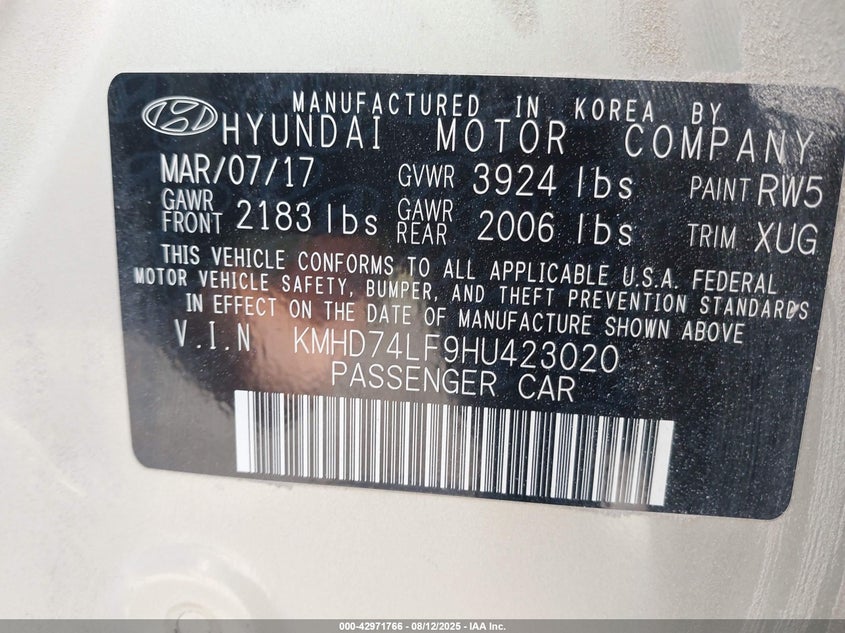 MANUFACTURED IN KOREA BY
HYUNDAI MOTOR COMPANY
MAR/07/17 GVWR 3924 lbs PAINT RW5
GAWR FRONT 2183 lbs GAWR REAR 2006 lbs TRIM XUG
THIS VEHICLE CONFORMS TO ALL APPLICABLE U.S.A. FEDERAL
MOTOR VEHICLE SAFETY, BUMPER, AND THEFT PREVENTION STANDARDS
IN EFFECT ON THE DATE OF MANUFACTURE SHOWN ABOVE
V.I.N KMHD74LF9HU423020
PASSENGER CAR
000-42971766 - 08/12/2025 - IAA Inc.